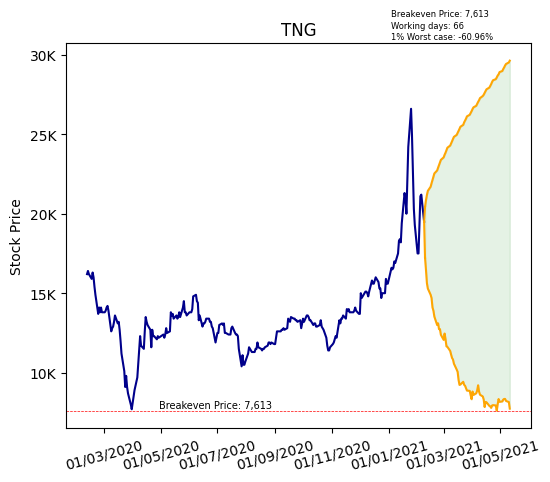 Breakeven Price: 7,613
Working days: 66
1% Worst case: -60.96%
TNG
30K
25K
20K
15K
10K
Stock Price
Breakeven Price: 7,613
01/03/2020
01/05/2020
01/07/2020
01/09/2020
01/11/2020
01/01/2021
01/03/2021
01/05/2021